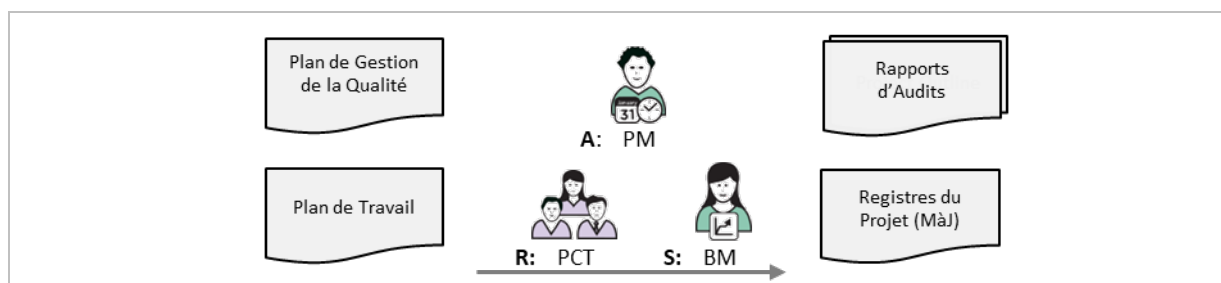 Plan de Gestion
de la Qualité
31
A: PM
Rapports
d'Audits
Plan de Travail
R: PCT
S: BM
Registres du
Projet (MàJ)